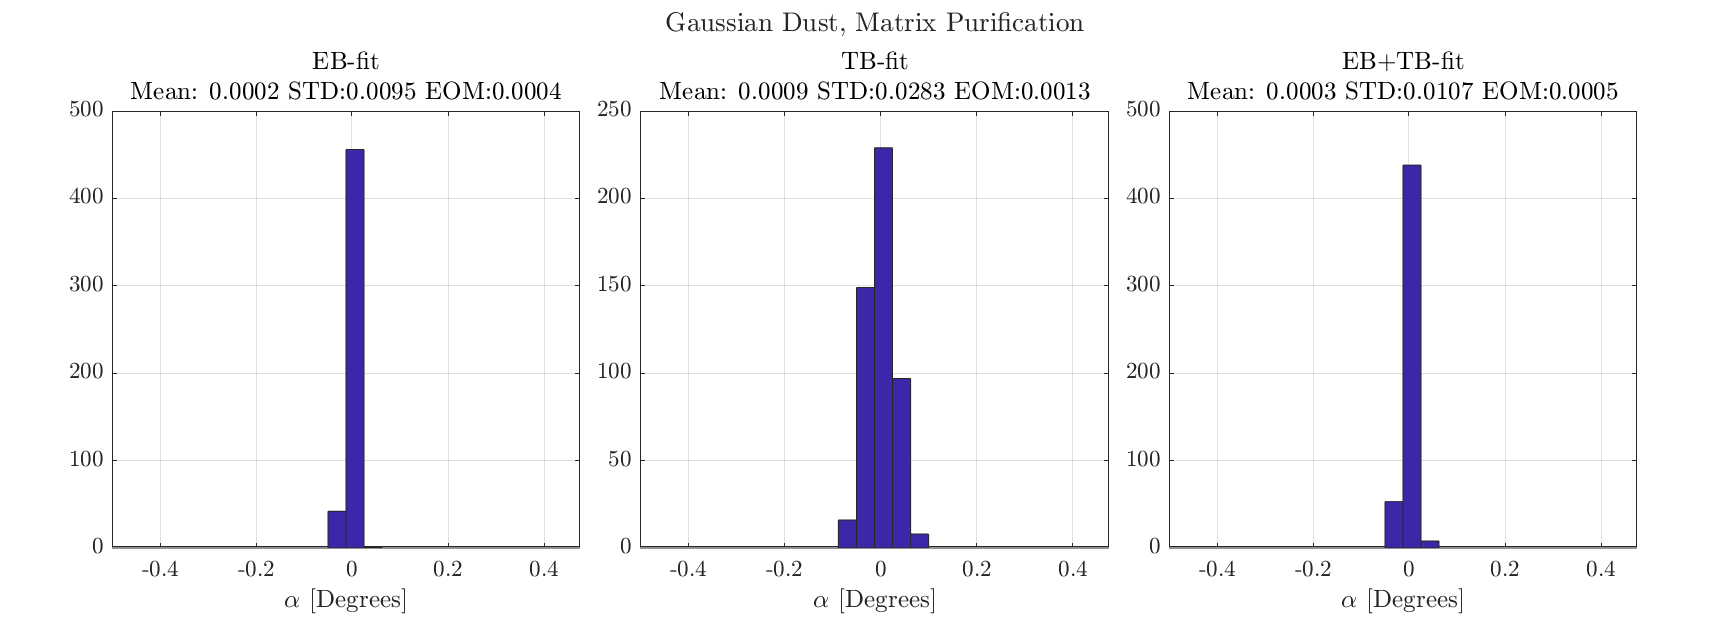 Gaussian Dust, Matrix Purification
EB-fit
Mean: 0.0002 STD:0.0095 EOM:0.0004
500
400
300
200
100
0
-0.4 -0.2 0 0.2 0.4
α [Degrees]
TB-fit
Mean: 0.0009 STD:0.0283 EOM:0.0013
250
200
150
100
50
0
-0.4 -0.2 0 0.2 0.4
α [Degrees]
EB+TB-fit
Mean: 0.0003 STD:0.0107 EOM:0.0005
500
400
300
200
100
0
-0.4 -0.2 0 0.2 0.4
α [Degrees]